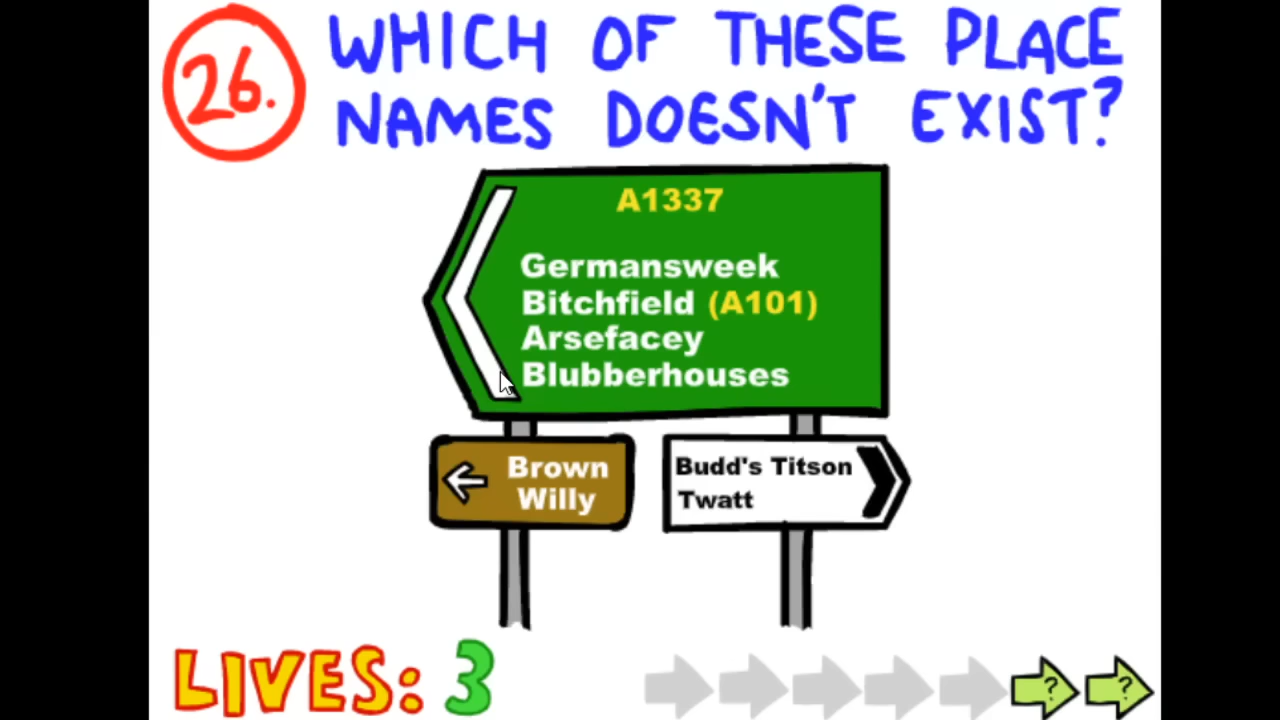 26.
WHICH OF THESE PLACE
NAMES DOESN'T EXIST?
A1337
Germansweek
Bitchfield (A101)
Arsefacey
Blubberhouses
Brown
Willy
Budd's Titson
Twatt
LIVES: 3
? ?